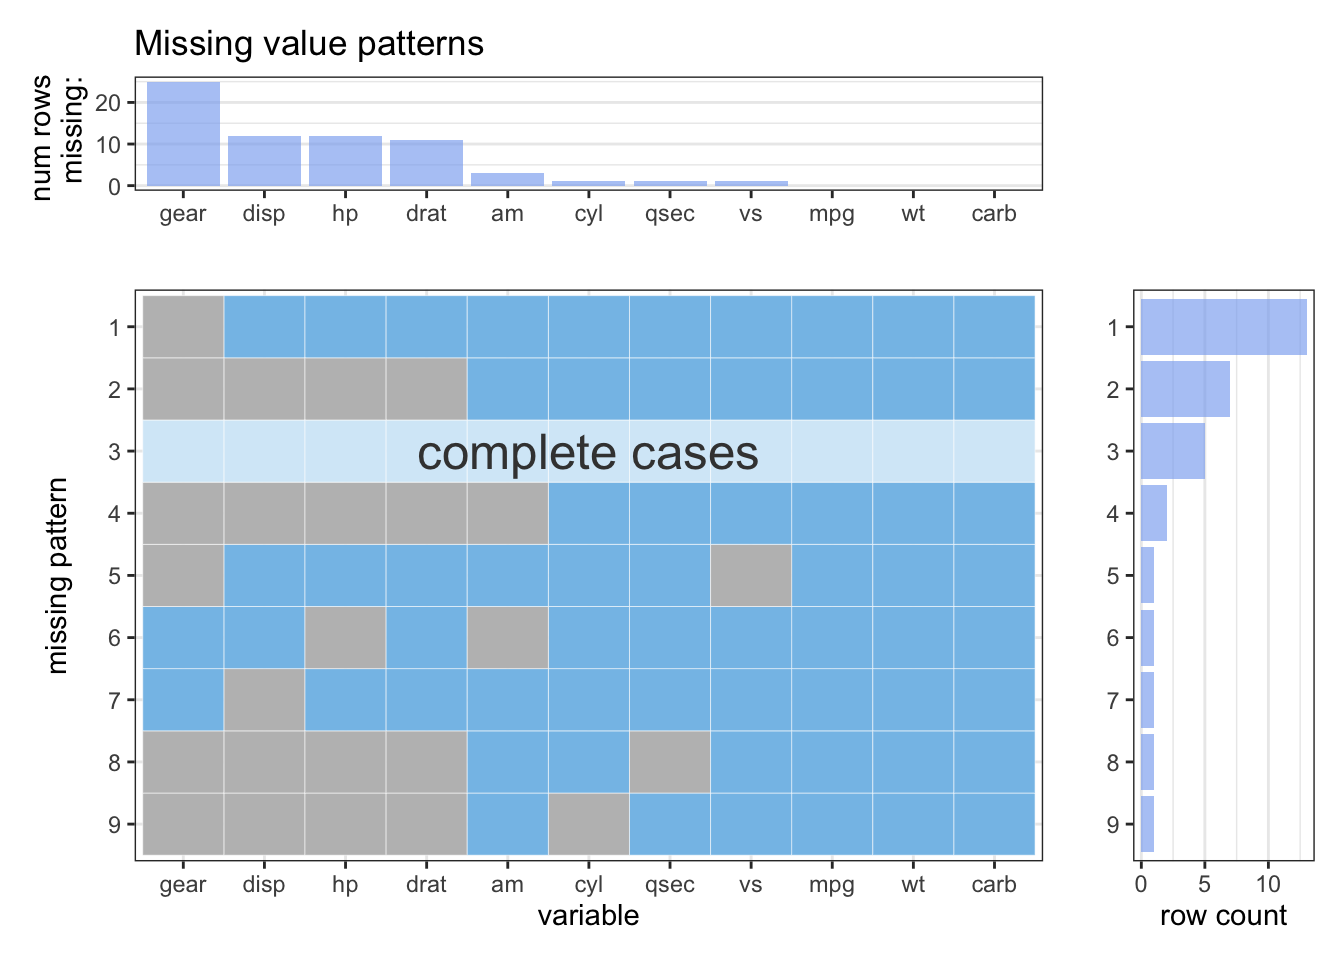 Missing value patterns
num rows
missing:
20
10
0
gear disp hp drat am cyl qsec vs mpg wt carb
missing pattern
1
2
3
4
5
6
7
8
9
complete cases
gear disp hp drat am cyl qsec vs mpg wt carb
variable
1
2
3
4
5
6
7
8
9
0 5 10
row count